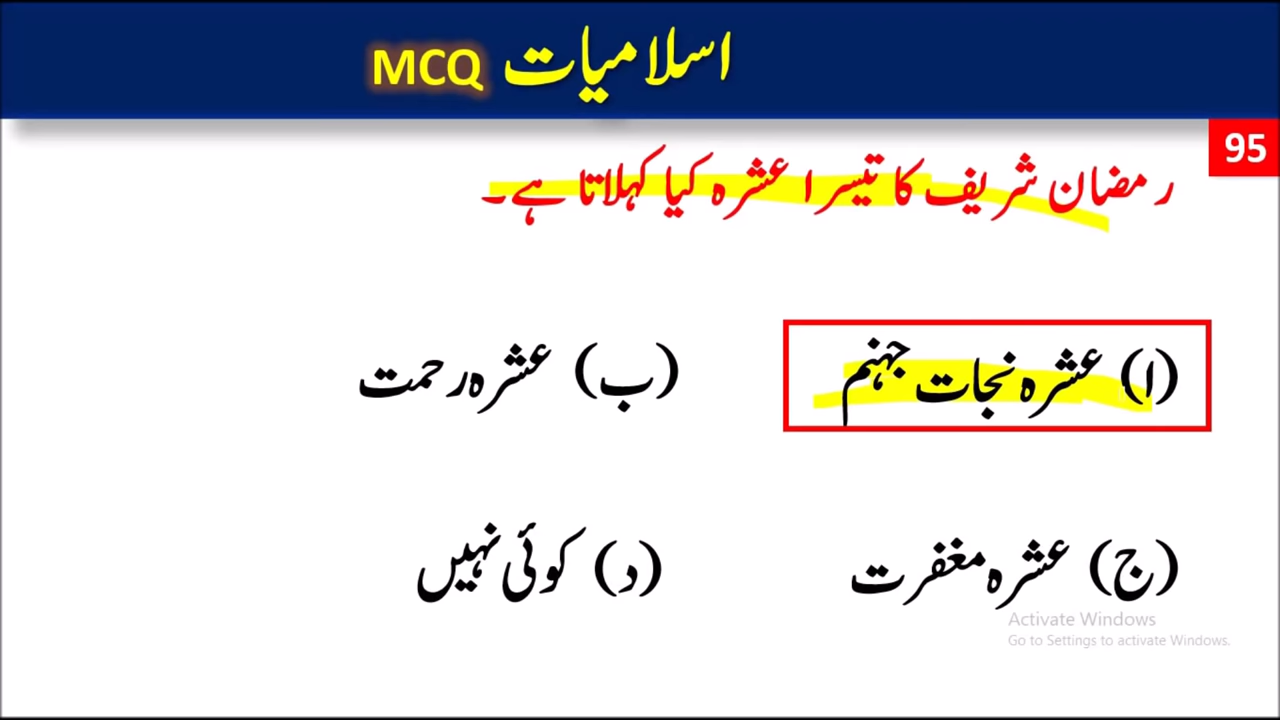 اسلامیات MCQ
95
رمضان شریف کا تیسرا عشرہ کیا کہلاتا ہے۔
(ا) عشرہ نجات جہنم
(ب) عشرہ رحمت
(ج) عشرہ مغفرت
(د) کوئی نہیں
Activate Windows
Go to Settings to activate Windows.